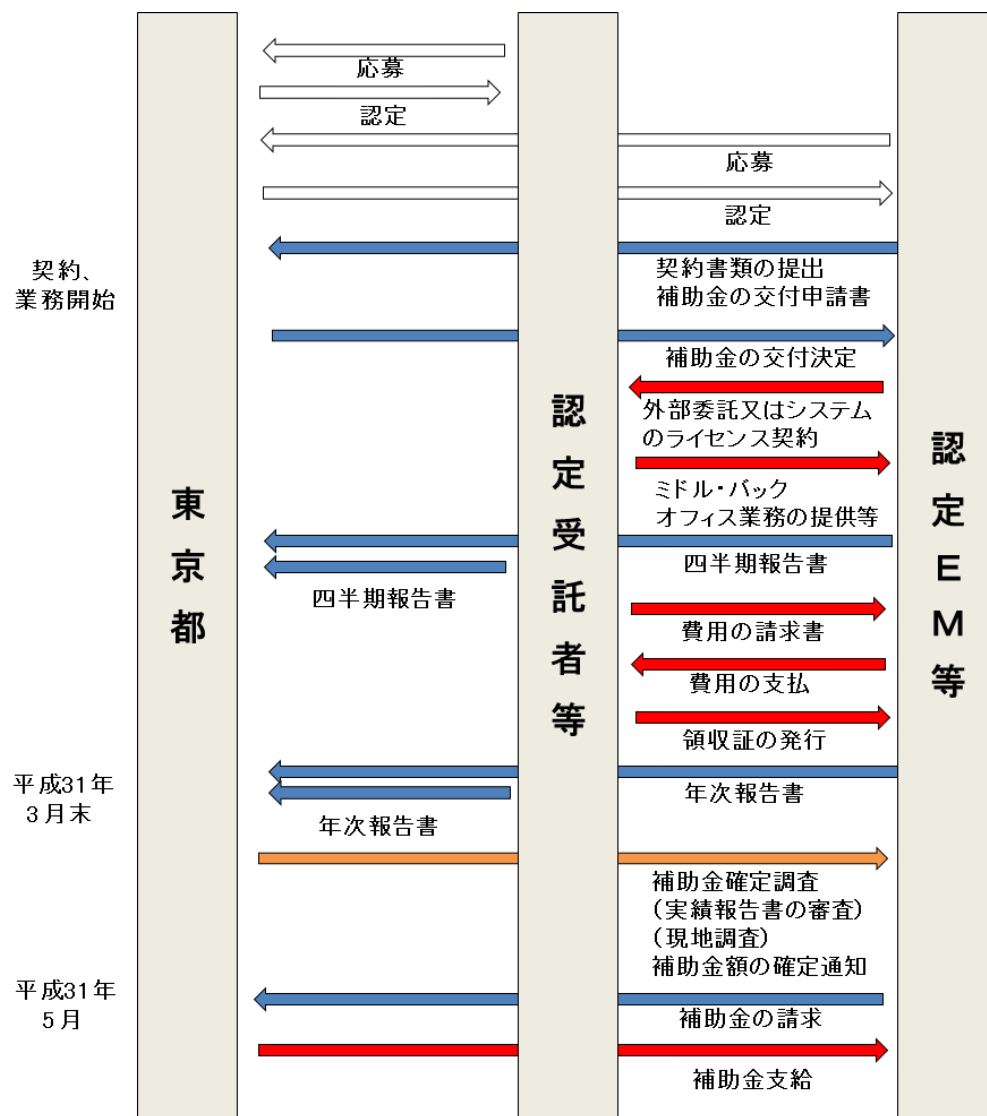 応募
認定
応募
認定
契約、
業務開始
契約書類の提出
補助金の交付申請書
補助金の交付決定
外部委託又はシステム
のライセンス契約
ミドル・バック
オフィス業務の提供等
東京都
認定受託者等
認定ＥＭ等
四半期報告書
四半期報告書
費用の請求書
費用の支払
領収証の発行
平成31年
３月末
年次報告書
年次報告書
補助金確定調査
（実績報告書の審査）
（現地調査）
補助金額の確定通知
平成31年
５月
補助金の請求
補助金支給